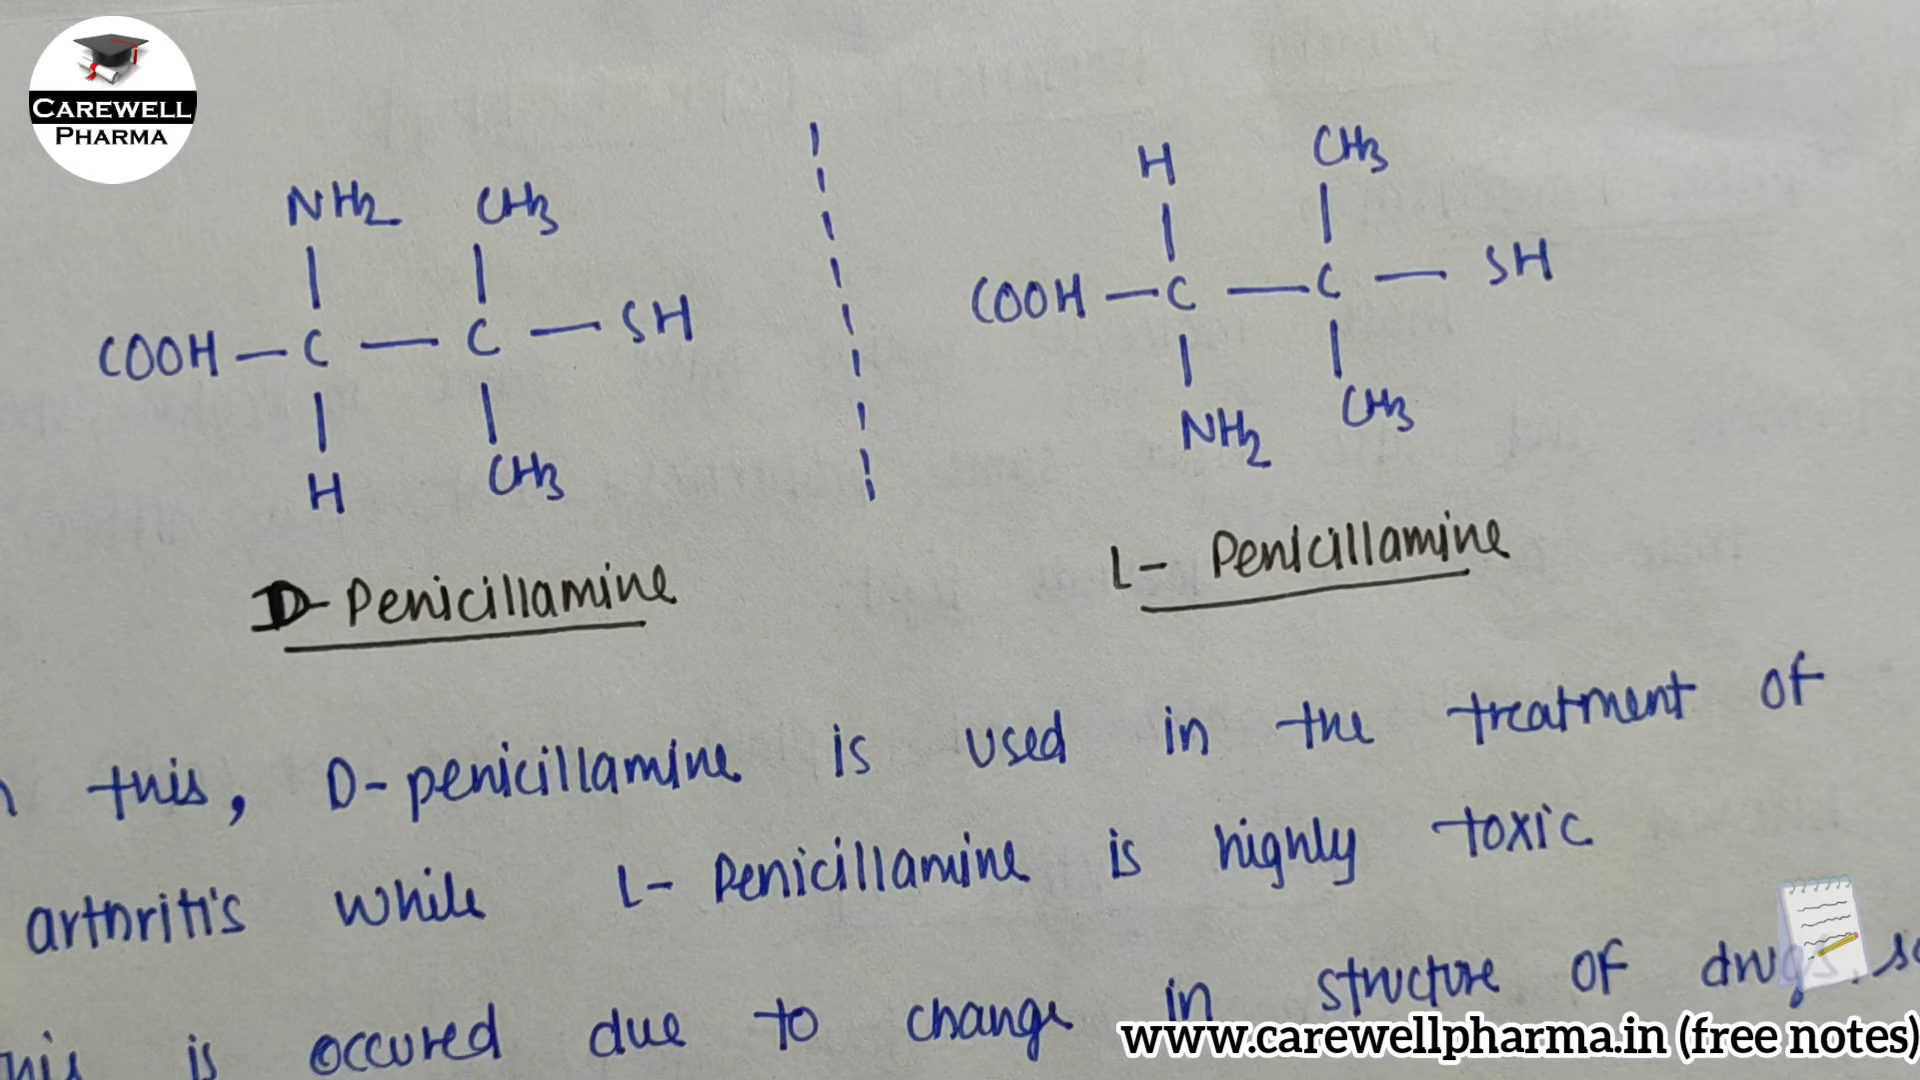 CAREWELL
PHARMA
NH2 CH3
COOH — C — C — SH
H CH3
D- Penicillamine
H CH3
COOH — C — C — SH
NH2 CH3
L- Penicillamine
this, D-penicillamine is used in the treatment of
arthritis while L- Penicillamine is highly toxic
is occured due to change in structure of drugs,
www.carewellpharma.in (free notes)